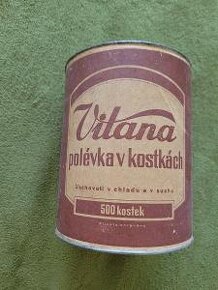 Vitana
polévka v kostkách
Uschovati v chladu a v suchu
500 kostek